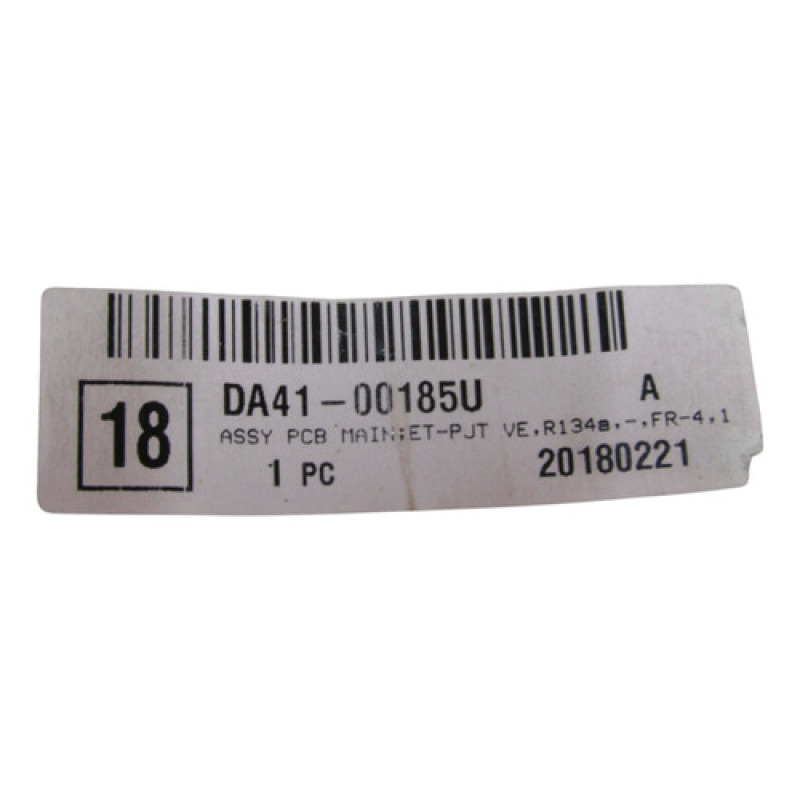 18
DA41-00185U A
ASSY PCB MAIN;ET-PJT VE,R134a,-,FR-4,1
1 PC 20180221